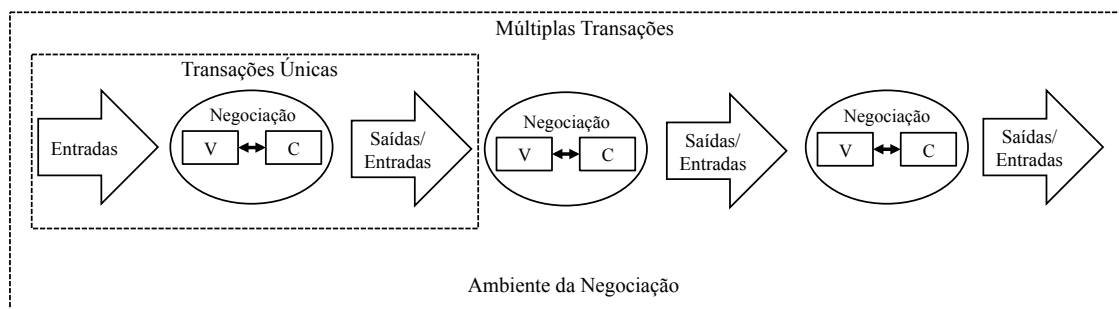 Múltiplas Transações
Transações Únicas
Entradas
Negociação
V
C
Saídas/
Entradas
Negociação
V
C
Saídas/
Entradas
Negociação
V
C
Saídas/
Entradas
Ambiente da Negociação